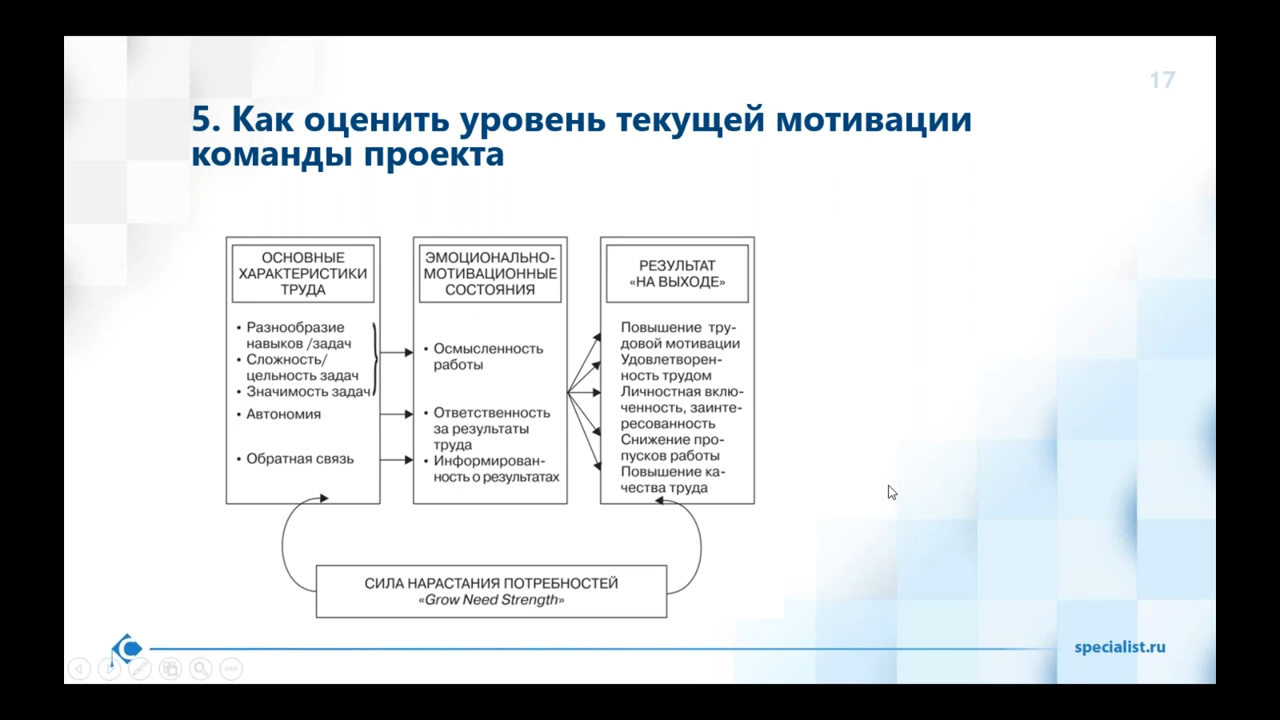 17
5. Как оценить уровень текущей мотивации
команды проекта
ОСНОВНЫЕ
ХАРАКТЕРИСТИКИ
ТРУДА
• Разнообразие
навыков /задач
• Сложность/
цельность задач
• Значимость задач
• Автономия
• Обратная связь
ЭМОЦИОНАЛЬНО-
МОТИВАЦИОННЫЕ
СОСТОЯНИЯ
• Осмысленность
работы
• Ответственность
за результаты
труда
• Информирован-
ность о результатах
РЕЗУЛЬТАТ
«НА ВЫХОДЕ»
Повышение тру-
довой мотивации
Удовлетворен-
ность трудом
Личностная вклю-
ченность, заинте-
ресованность
Снижение про-
пусков работы
Повышение ка-
чества труда
СИЛА НАРАСТАНИЯ ПОТРЕБНОСТЕЙ
«Grow Need Strength»
specialist.ru